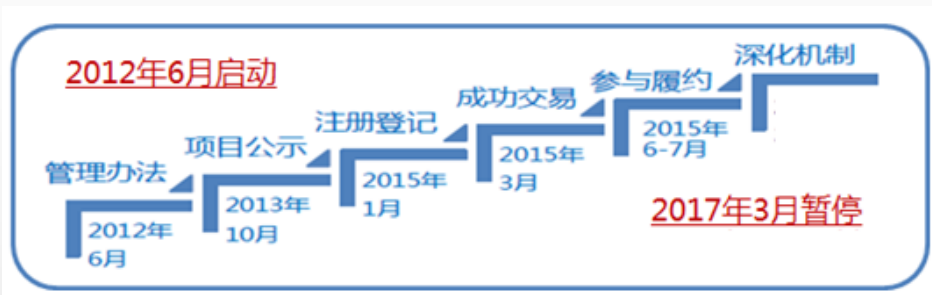 2012年6月启动
管理办法
2012年
6月
项目公示
2013年
10月
注册登记
2015年
1月
成功交易
2015年
3月
参与履约
2015年
6-7月
深化机制
2017年3月暂停